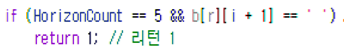 if (HorizonCount == 5 && b[r][i + 1] == ' ')
return 1; // 리턴 1